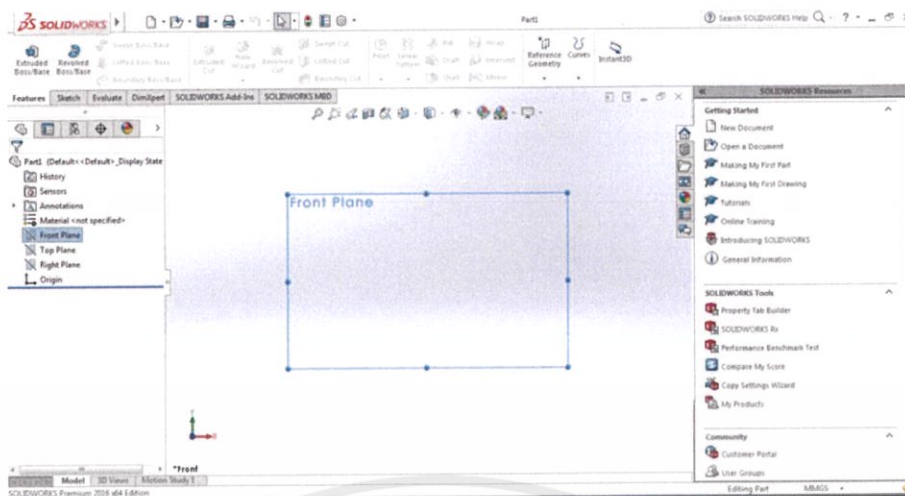 SOLIDWORKS
Part1
Search SOLIDWORKS Help
Extruded Boss/Base
Revolved Boss/Base
Swept Boss/Base
Lofted Boss/Base
Boundary Boss/Base
Extruded Cut
Hole Wizard
Revolved Cut
Swept Cut
Lofted Cut
Boundary Cut
Fillet
Linear Pattern
Rib
Draft
Shell
Wrap
Intersect
Mirror
Reference Geometry
Curves
Instant3D
Features
Sketch
Evaluate
DimXpert
SOLIDWORKS Add-Ins
SOLIDWORKS MBD
Part1 (Default<<Default>_Display State
History
Sensors
Annotations
Material <not specified>
Front Plane
Top Plane
Right Plane
Origin
Front Plane
*Front
SOLIDWORKS Resources
Getting Started
New Document
Open a Document
Making My First Part
Making My First Drawing
Tutorials
Online Training
Introducing SOLIDWORKS
General Information
SOLIDWORKS Tools
Property Tab Builder
SOLIDWORKS Rx
Performance Benchmark Test
Compare My Score
Copy Settings Wizard
My Products
Community
Customer Portal
User Groups
Model
3D Views
Motion Study 1
SOLIDWORKS Premium 2016 x64 Edition
Editing Part
MMGS